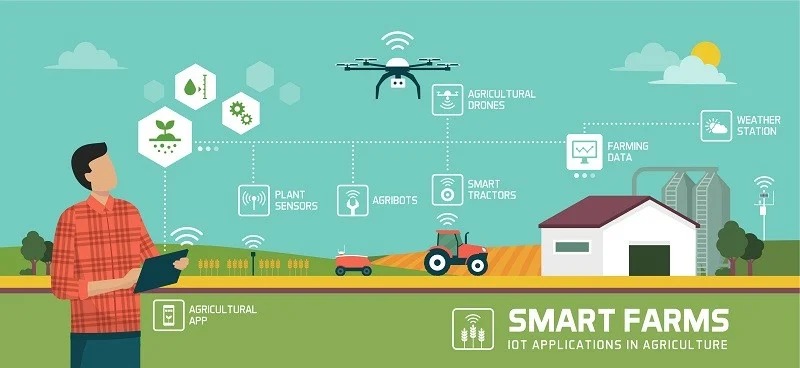 AGRICULTURAL
DRONES
WEATHER
STATION
FARMING
DATA
PLANT
SENSORS
AGRIBOTS
SMART
TRACTORS
AGRICULTURAL
APP
SMART FARMS
IOT APPLICATIONS IN AGRICULTURE